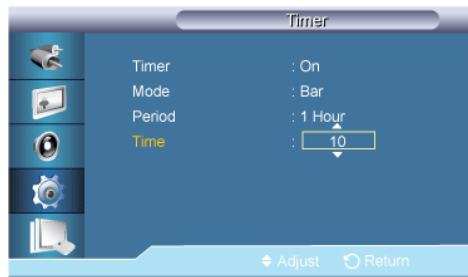 Timer
Timer : On
Mode : Bar
Period : 1 Hour
Time : 10
Adjust Return